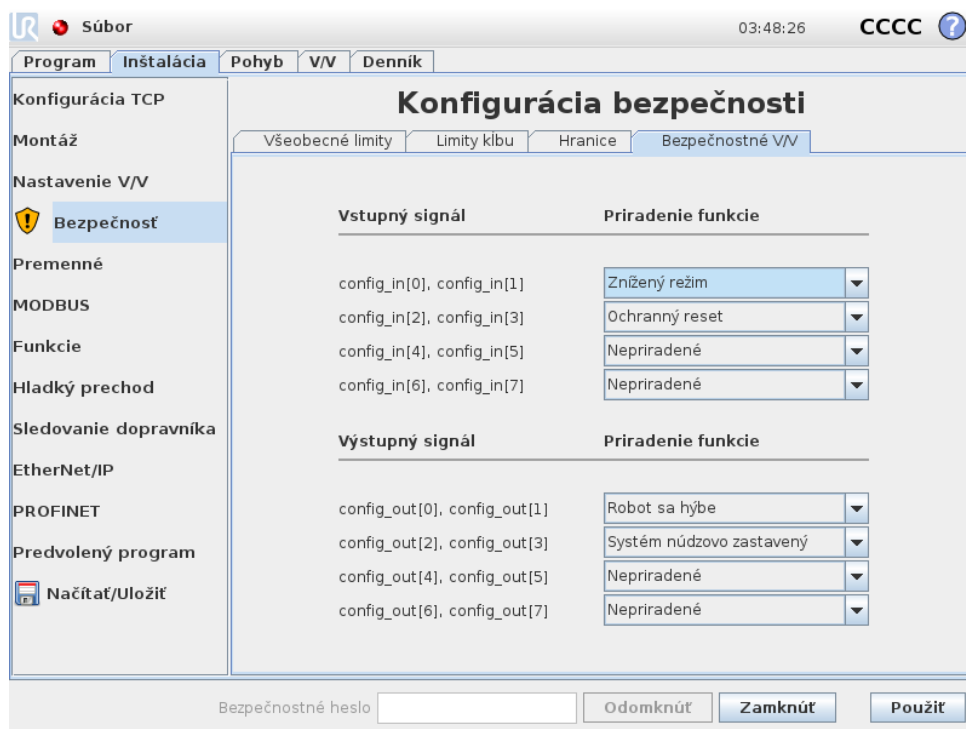 Súbor 03:48:26 CCCC ?
Program Inštalácia Pohyb V/V Denník
Konfigurácia TCP
Montáž
Nastavenie V/V
Bezpečnosť
Premenné
MODBUS
Funkcie
Hladký prechod
Sledovanie dopravníka
EtherNet/IP
PROFINET
Predvolený program
Načítať/Uložiť
Konfigurácia bezpečnosti
Všeobecné limity Limity kĺbu Hranice Bezpečnostné V/V
Vstupný signál Priradenie funkcie
config_in[0], config_in[1] Znížený režim
config_in[2], config_in[3] Ochranný reset
config_in[4], config_in[5] Nepriradené
config_in[6], config_in[7] Nepriradené
Výstupný signál Priradenie funkcie
config_out[0], config_out[1] Robot sa hýbe
config_out[2], config_out[3] Systém núdzovo zastavený
config_out[4], config_out[5] Nepriradené
config_out[6], config_out[7] Nepriradené
Bezpečnostné heslo Odomknúť Zamknúť Použiť